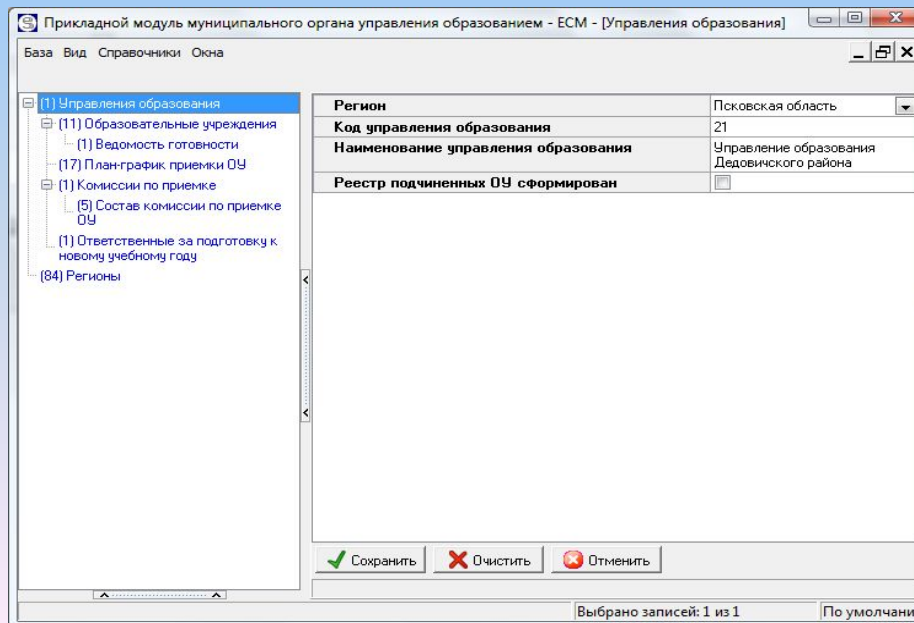 Прикладной модуль муниципального органа управления образованием - ECM - [Управления образования]
База Вид Справочники Окна
(1) Управления образования
(11) Образовательные учреждения
(1) Ведомость готовности
(17) План-график приемки ОУ
(1) Комиссии по приемке
(5) Состав комиссии по приемке
ОУ
(1) Ответственные за подготовку к
новому учебному году
(84) Регионы
Регион Псковская область
Код управления образования 21
Наименование управления образования Управление образования
Дедовичского района
Реестр подчиненных ОУ сформирован
Сохранить Очистить Отменить
Выбрано записей: 1 из 1 По умолчани